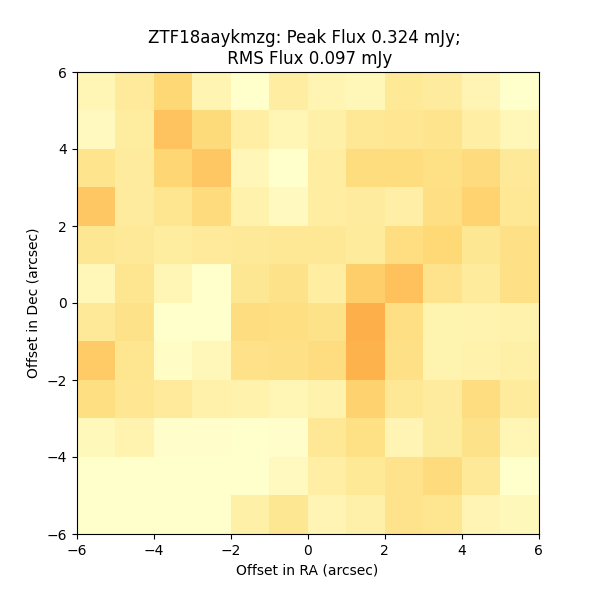 ZTF18aaykmzg: Peak Flux 0.324 mJy;
RMS Flux 0.097 mJy
6
4
2
0
−2
−4
−6
Offset in Dec (arcsec)
−6 −4 −2 0 2 4 6
Offset in RA (arcsec)